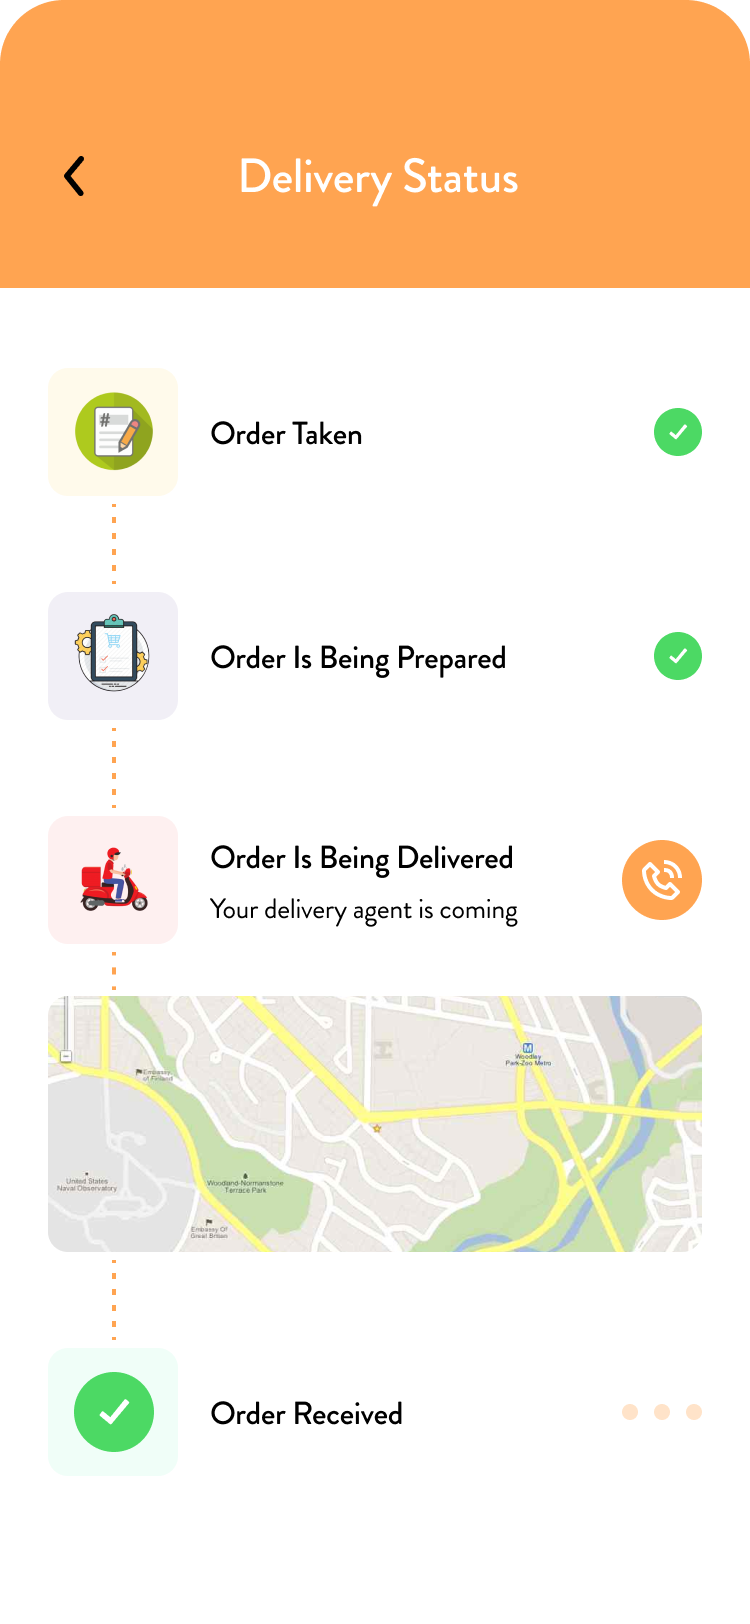 Delivery Status
#
Order Taken
Order Is Being Prepared
Order Is Being Delivered
Your delivery agent is coming
M
Woodley
Park-Zoo Metro
Embassy
of Finland
United States
Naval Observatory
Woodland-Normanstone
Terrace Park
Embassy Of
Great Britain
Order Received